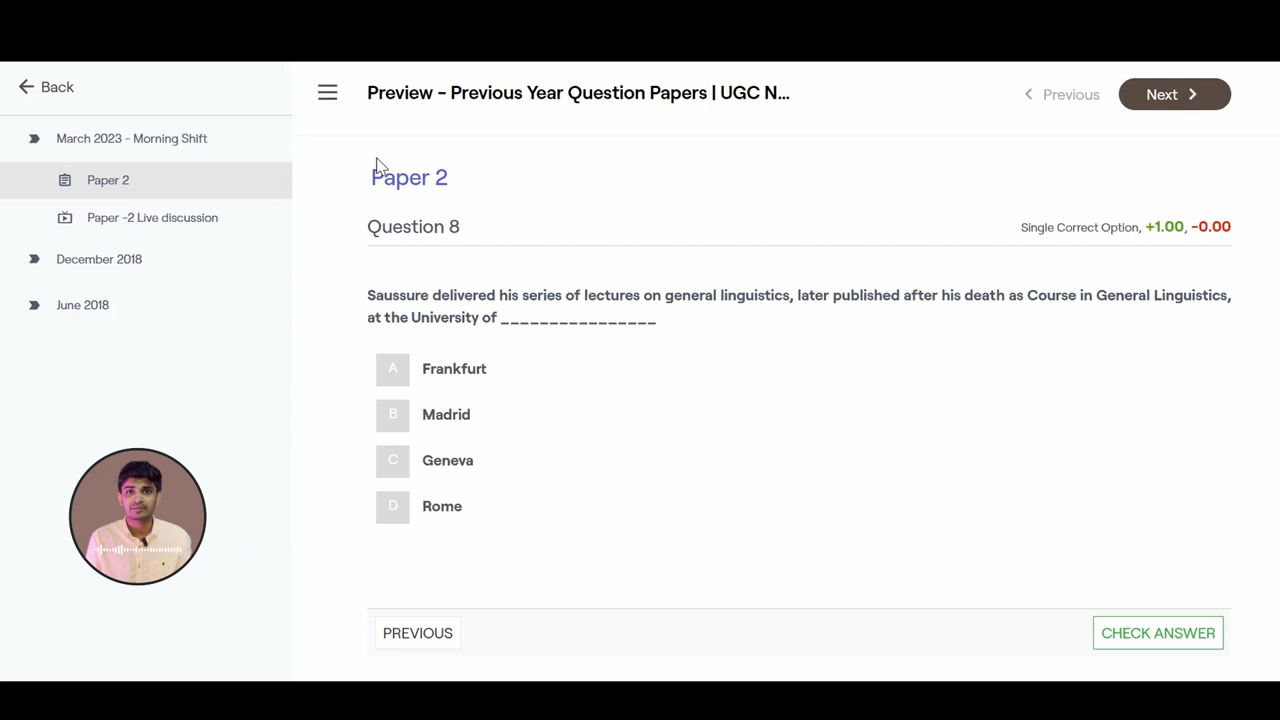 Back
March 2023 - Morning Shift
Paper 2
Paper -2 Live discussion
December 2018
June 2018
Preview - Previous Year Question Papers | UGC N...
Previous
Next
Paper 2
Question 8
Single Correct Option, +1.00, -0.00
Saussure delivered his series of lectures on general linguistics, later published after his death as Course in General Linguistics,
at the University of ________________
A Frankfurt
B Madrid
C Geneva
D Rome
PREVIOUS
CHECK ANSWER